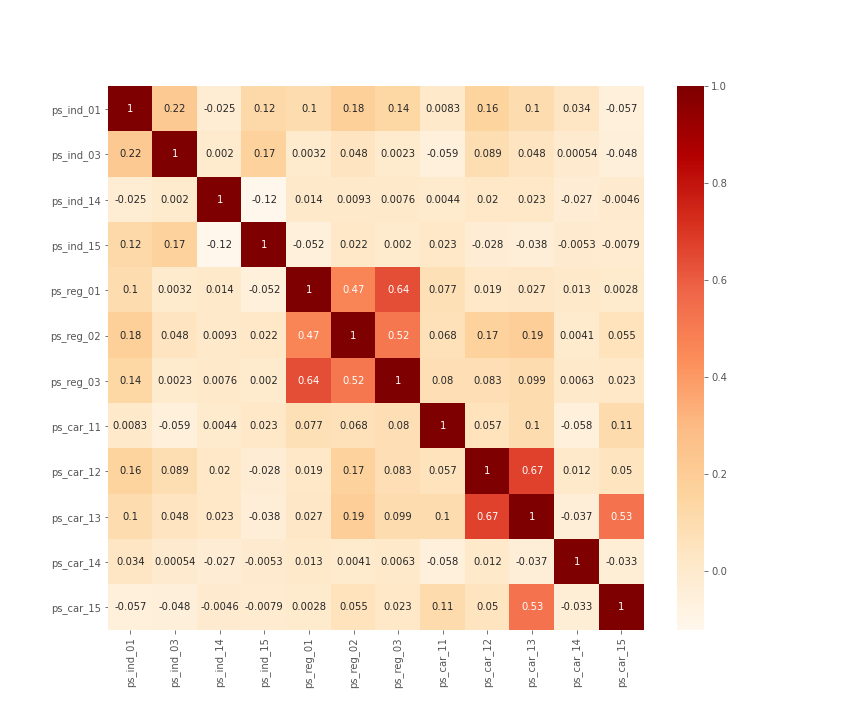 ps_ind_01 1 0.22 -0.025 0.12 0.1 0.18 0.14 0.0083 0.16 0.1 0.034 -0.057
ps_ind_03 0.22 1 0.002 0.17 0.0032 0.048 0.0023 -0.059 0.089 0.048 0.00054 -0.048
ps_ind_14 -0.025 0.002 1 -0.12 0.014 0.0093 0.0076 0.0044 0.02 0.023 -0.027 -0.0046
ps_ind_15 0.12 0.17 -0.12 1 -0.052 0.022 0.002 0.023 -0.028 -0.038 -0.0053 -0.0079
ps_reg_01 0.1 0.0032 0.014 -0.052 1 0.47 0.64 0.077 0.019 0.027 0.013 0.0028
ps_reg_02 0.18 0.048 0.0093 0.022 0.47 1 0.52 0.068 0.17 0.19 0.0041 0.055
ps_reg_03 0.14 0.0023 0.0076 0.002 0.64 0.52 1 0.08 0.083 0.099 0.0063 0.023
ps_car_11 0.0083 -0.059 0.0044 0.023 0.077 0.068 0.08 1 0.057 0.1 -0.058 0.11
ps_car_12 0.16 0.089 0.02 -0.028 0.019 0.17 0.083 0.057 1 0.67 0.012 0.05
ps_car_13 0.1 0.048 0.023 -0.038 0.027 0.19 0.099 0.1 0.67 1 -0.037 0.53
ps_car_14 0.034 0.00054 -0.027 -0.0053 0.013 0.0041 0.0063 -0.058 0.012 -0.037 1 -0.033
ps_car_15 -0.057 -0.048 -0.0046 -0.0079 0.0028 0.055 0.023 0.11 0.05 0.53 -0.033 1
ps_ind_01 ps_ind_03 ps_ind_14 ps_ind_15 ps_reg_01 ps_reg_02 ps_reg_03 ps_car_11 ps_car_12 ps_car_13 ps_car_14 ps_car_15
1.0
0.8
0.6
0.4
0.2
0.0